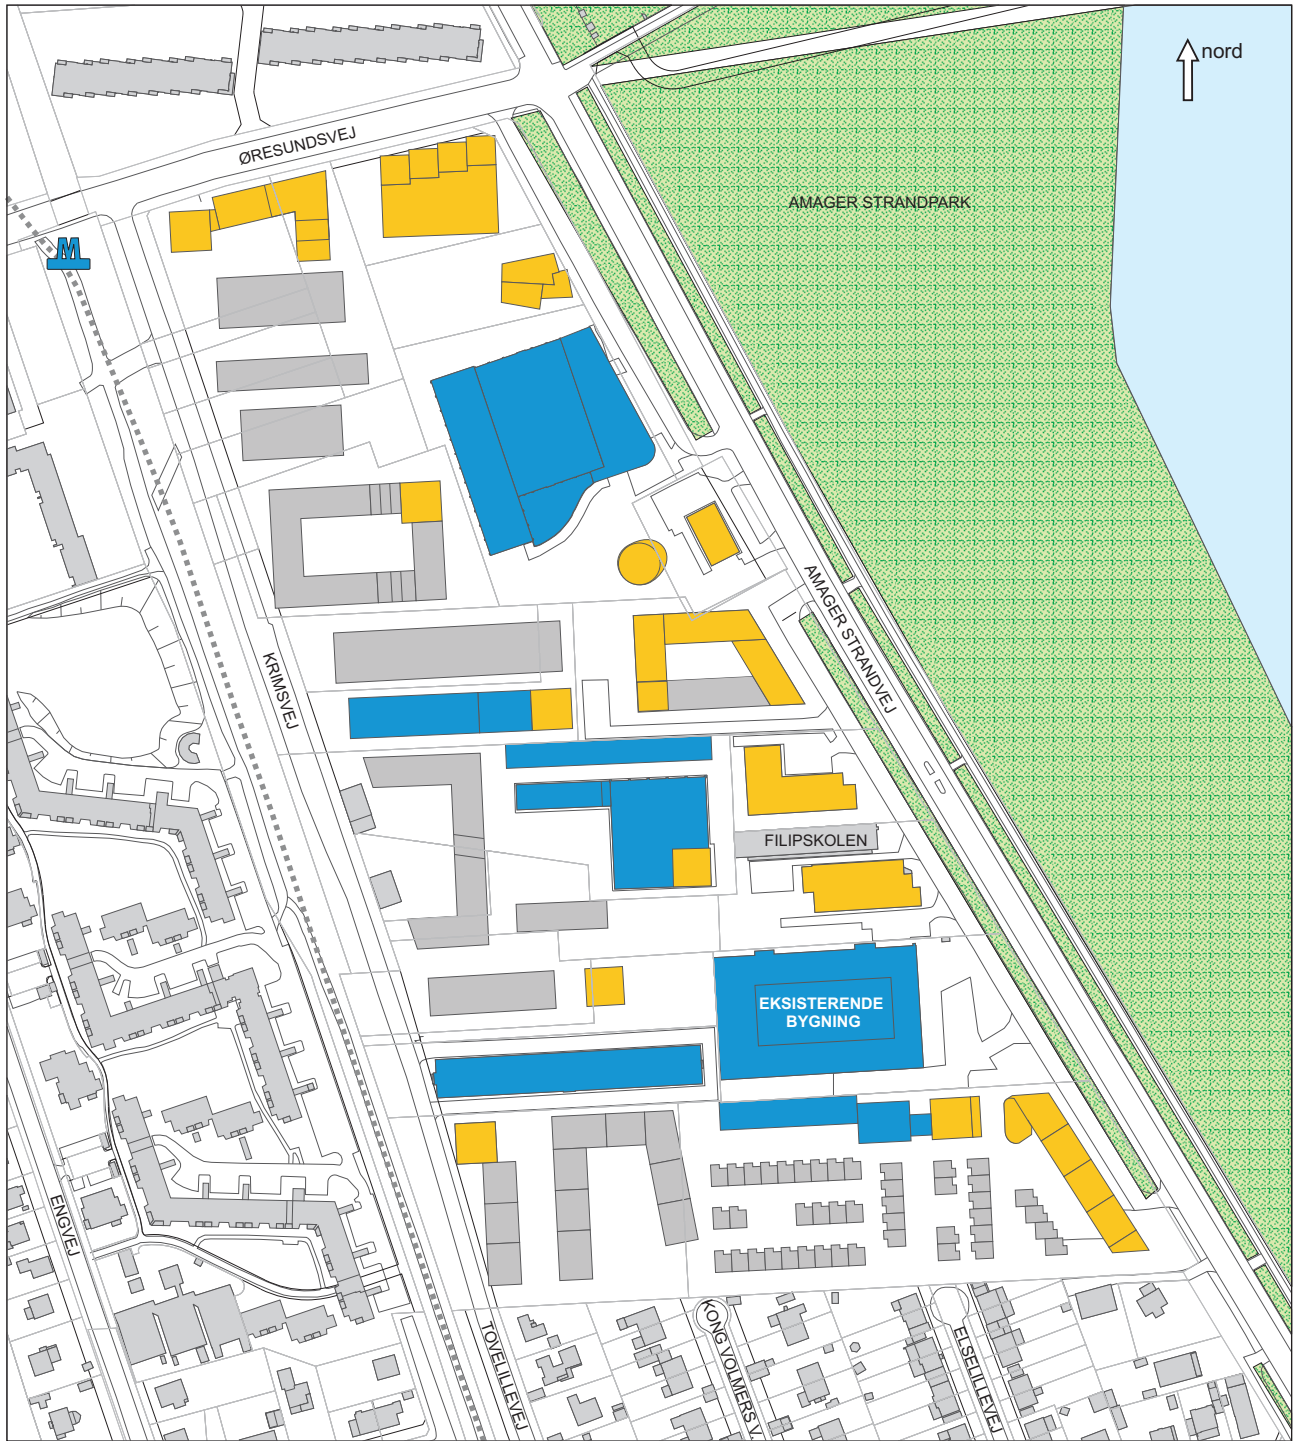 nord
ØRESUNDSVEJ
AMAGER STRANDPARK
M
AMAGER STRANDVEJ
KRIMSVEJ
FILIPSKOLEN
EKSISTERENDE
BYGNING
ENGVEJ
TOVELILLEVEJ
KONG VOLMERS V.
ELSELILLEVEJ